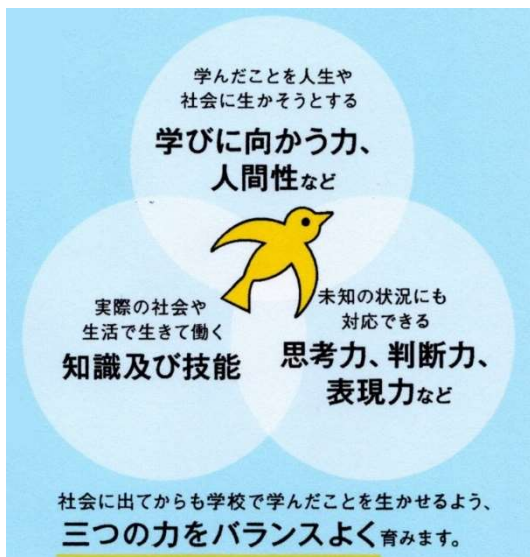 学んだことを人生や
社会に生かそうとする
学びに向かう力、
人間性など
実際の社会や
生活で生きて働く
知識及び技能
未知の状況にも
対応できる
思考力、判断力、
表現力など
社会に出てからも学校で学んだことを生かせるよう、
三つの力をバランスよく育みます。